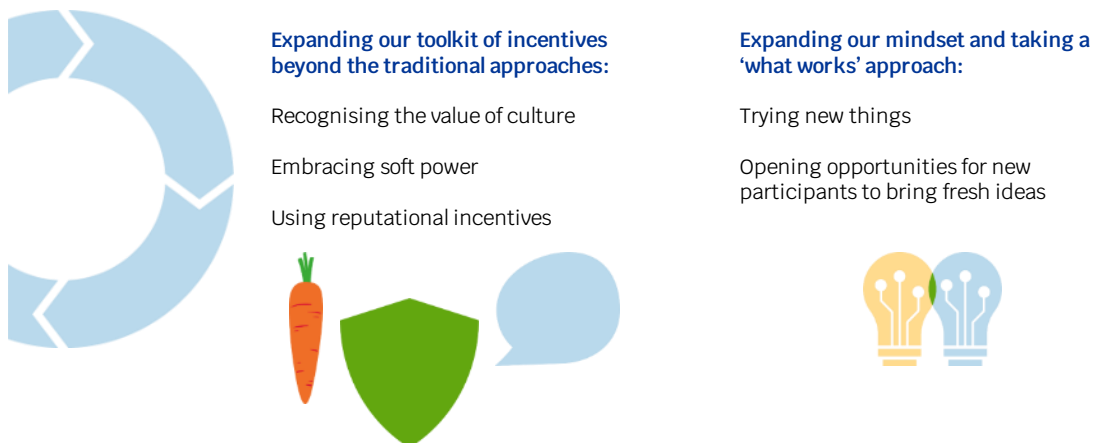 Expanding our toolkit of incentives
beyond the traditional approaches:
Recognising the value of culture
Embracing soft power
Using reputational incentives
Expanding our mindset and taking a
‘what works’ approach:
Trying new things
Opening opportunities for new
participants to bring fresh ideas